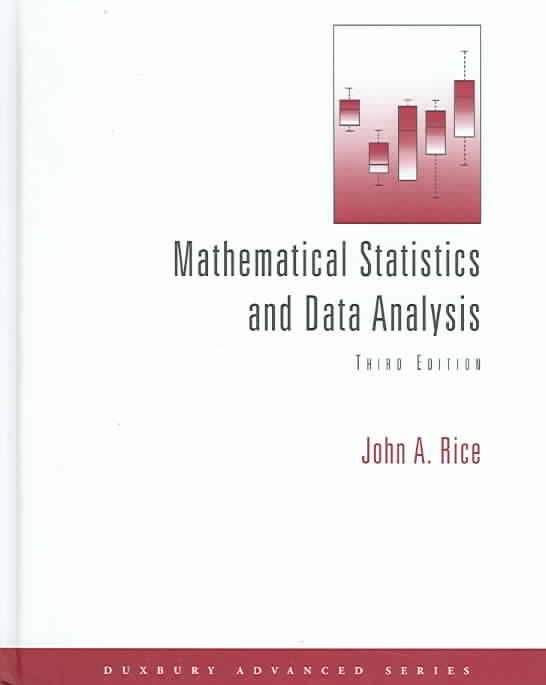 Mathematical Statistics
and Data Analysis
THIRD EDITION
John A. Rice
DUXBURY ADVANCED SERIES